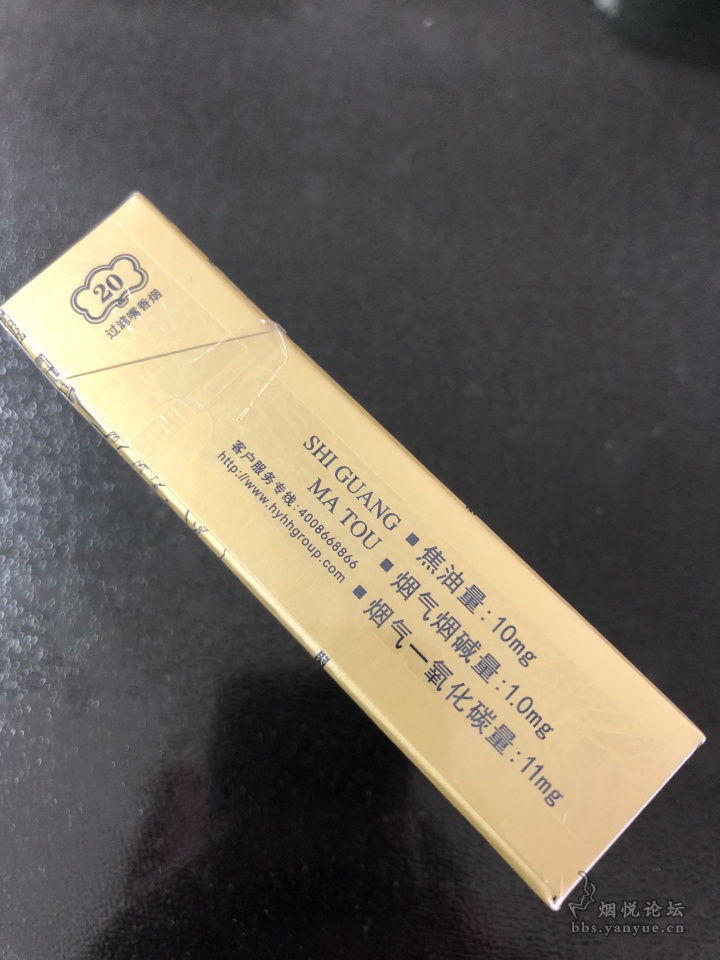 20
过滤嘴香烟
SHI GUANG
MA TOU
客户服务专线:4008668866
http://www.hyhhgroup.com
■ 焦油量:10mg
■ 烟气烟碱量:1.0mg
■ 烟气一氧化碳量:11mg
烟悦论坛
bbs.yanyue.cn